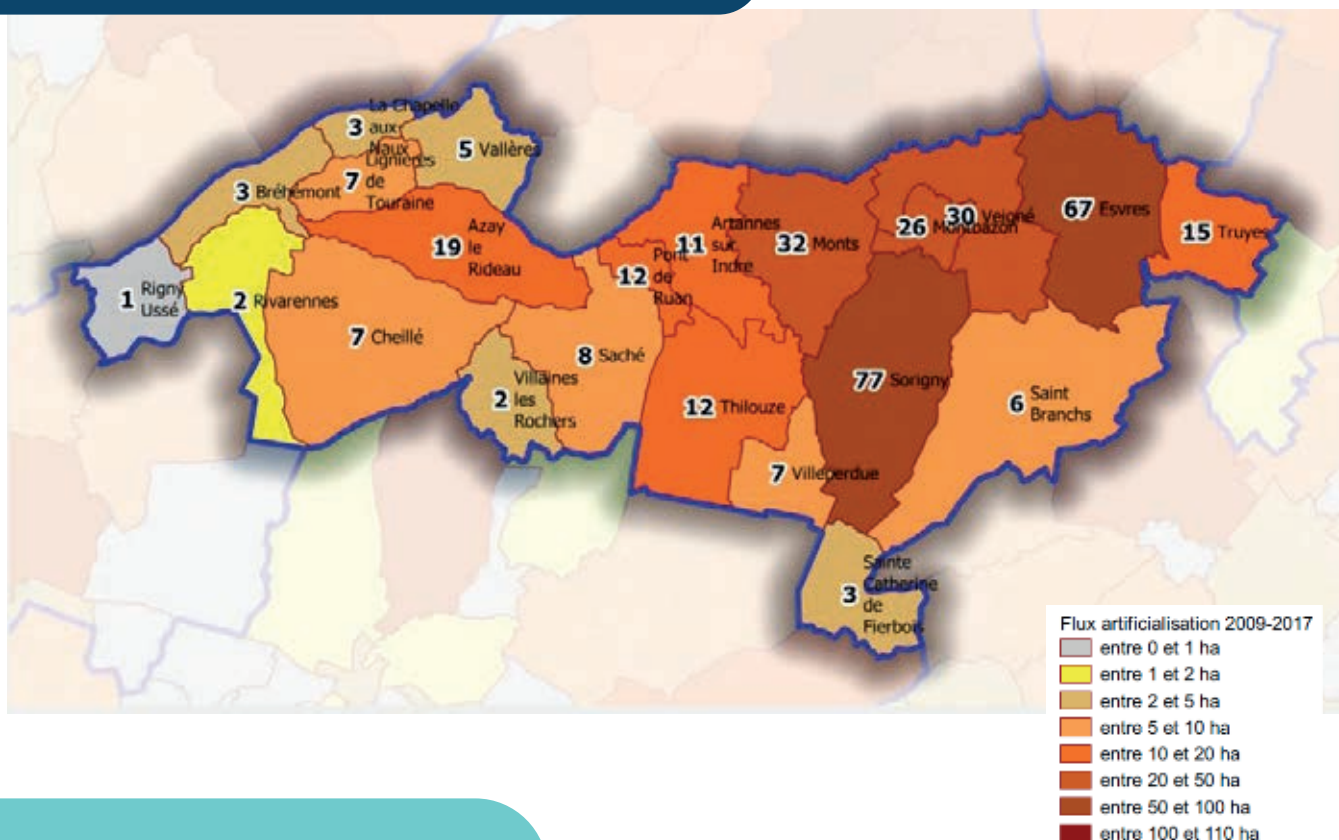 La Chapelle
3 aux
Naux
5 Vallères
Lignières
7 de
Touraine
3 Bréhémont
Azay
19 le
Rideau
1 Rigny
Ussé
2 Rivarennes
7 Cheillé
Villaines
2 les
Rochers
8 Saché
Pont
12 de
Ruan
Artannes
11 sur
Indre
32 Monts
26 Montbazon
30 Veigné
67 Esvres
15 Truyes
12 Thilouze
77 Sorigny
Saint
6 Branchs
7 Villeperdue
Sainte
Catherine
3 de
Fierbois
Flux artificialisation 2009-2017
entre 0 et 1 ha
entre 1 et 2 ha
entre 2 et 5 ha
entre 5 et 10 ha
entre 10 et 20 ha
entre 20 et 50 ha
entre 50 et 100 ha
entre 100 et 110 ha